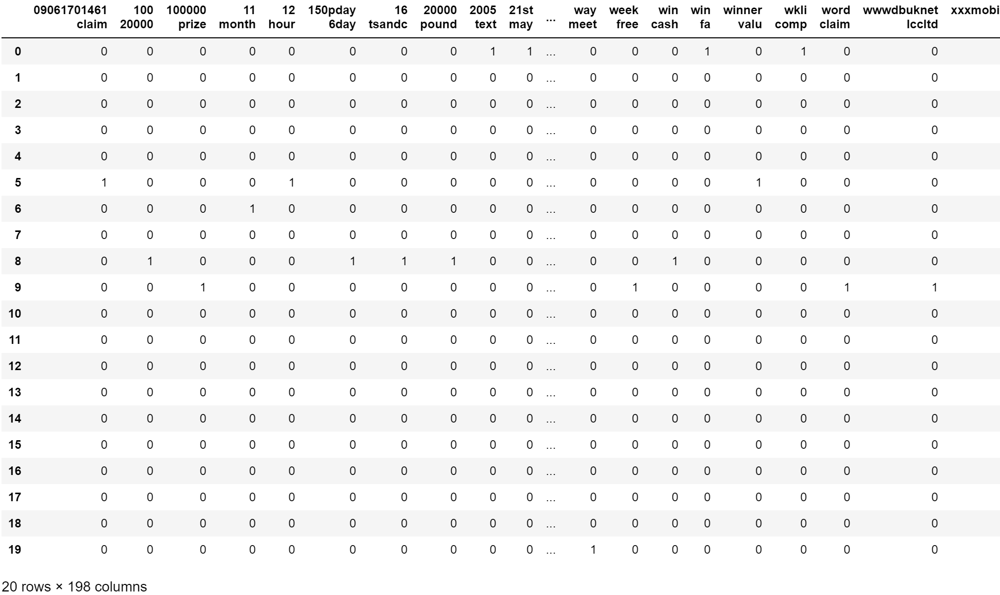 09061701461 100 100000 11 12 150pday 16 20000 2005 21st ... way week win win winner wkli word wwwdbuknet xxxmobi
claim 20000 prize month hour 6day tsandc pound text may meet free cash fa valu comp claim lccltd
0 0 0 0 0 0 0 0 0 1 1 ... 0 0 0 1 0 1 0 0
1 0 0 0 0 0 0 0 0 0 0 ... 0 0 0 0 0 0 0 0
2 0 0 0 0 0 0 0 0 0 0 ... 0 0 0 0 0 0 0 0
3 0 0 0 0 0 0 0 0 0 0 ... 0 0 0 0 0 0 0 0
4 0 0 0 0 0 0 0 0 0 0 ... 0 0 0 0 0 0 0 0
5 1 0 0 0 1 0 0 0 0 0 ... 0 0 0 0 1 0 0 0
6 0 0 0 1 0 0 0 0 0 0 ... 0 0 0 0 0 0 0 0
7 0 0 0 0 0 0 0 0 0 0 ... 0 0 0 0 0 0 0 0
8 0 1 0 0 0 1 1 1 0 0 ... 0 0 1 0 0 0 0 0
9 0 0 1 0 0 0 0 0 0 0 ... 0 1 0 0 0 0 1 1
10 0 0 0 0 0 0 0 0 0 0 ... 0 0 0 0 0 0 0 0
11 0 0 0 0 0 0 0 0 0 0 ... 0 0 0 0 0 0 0 0
12 0 0 0 0 0 0 0 0 0 0 ... 0 0 0 0 0 0 0 0
13 0 0 0 0 0 0 0 0 0 0 ... 0 0 0 0 0 0 0 0
14 0 0 0 0 0 0 0 0 0 0 ... 0 0 0 0 0 0 0 0
15 0 0 0 0 0 0 0 0 0 0 ... 0 0 0 0 0 0 0 0
16 0 0 0 0 0 0 0 0 0 0 ... 0 0 0 0 0 0 0 0
17 0 0 0 0 0 0 0 0 0 0 ... 0 0 0 0 0 0 0 0
18 0 0 0 0 0 0 0 0 0 0 ... 0 0 0 0 0 0 0 0
19 0 0 0 0 0 0 0 0 0 0 ... 1 0 0 0 0 0 0 0
20 rows × 198 columns